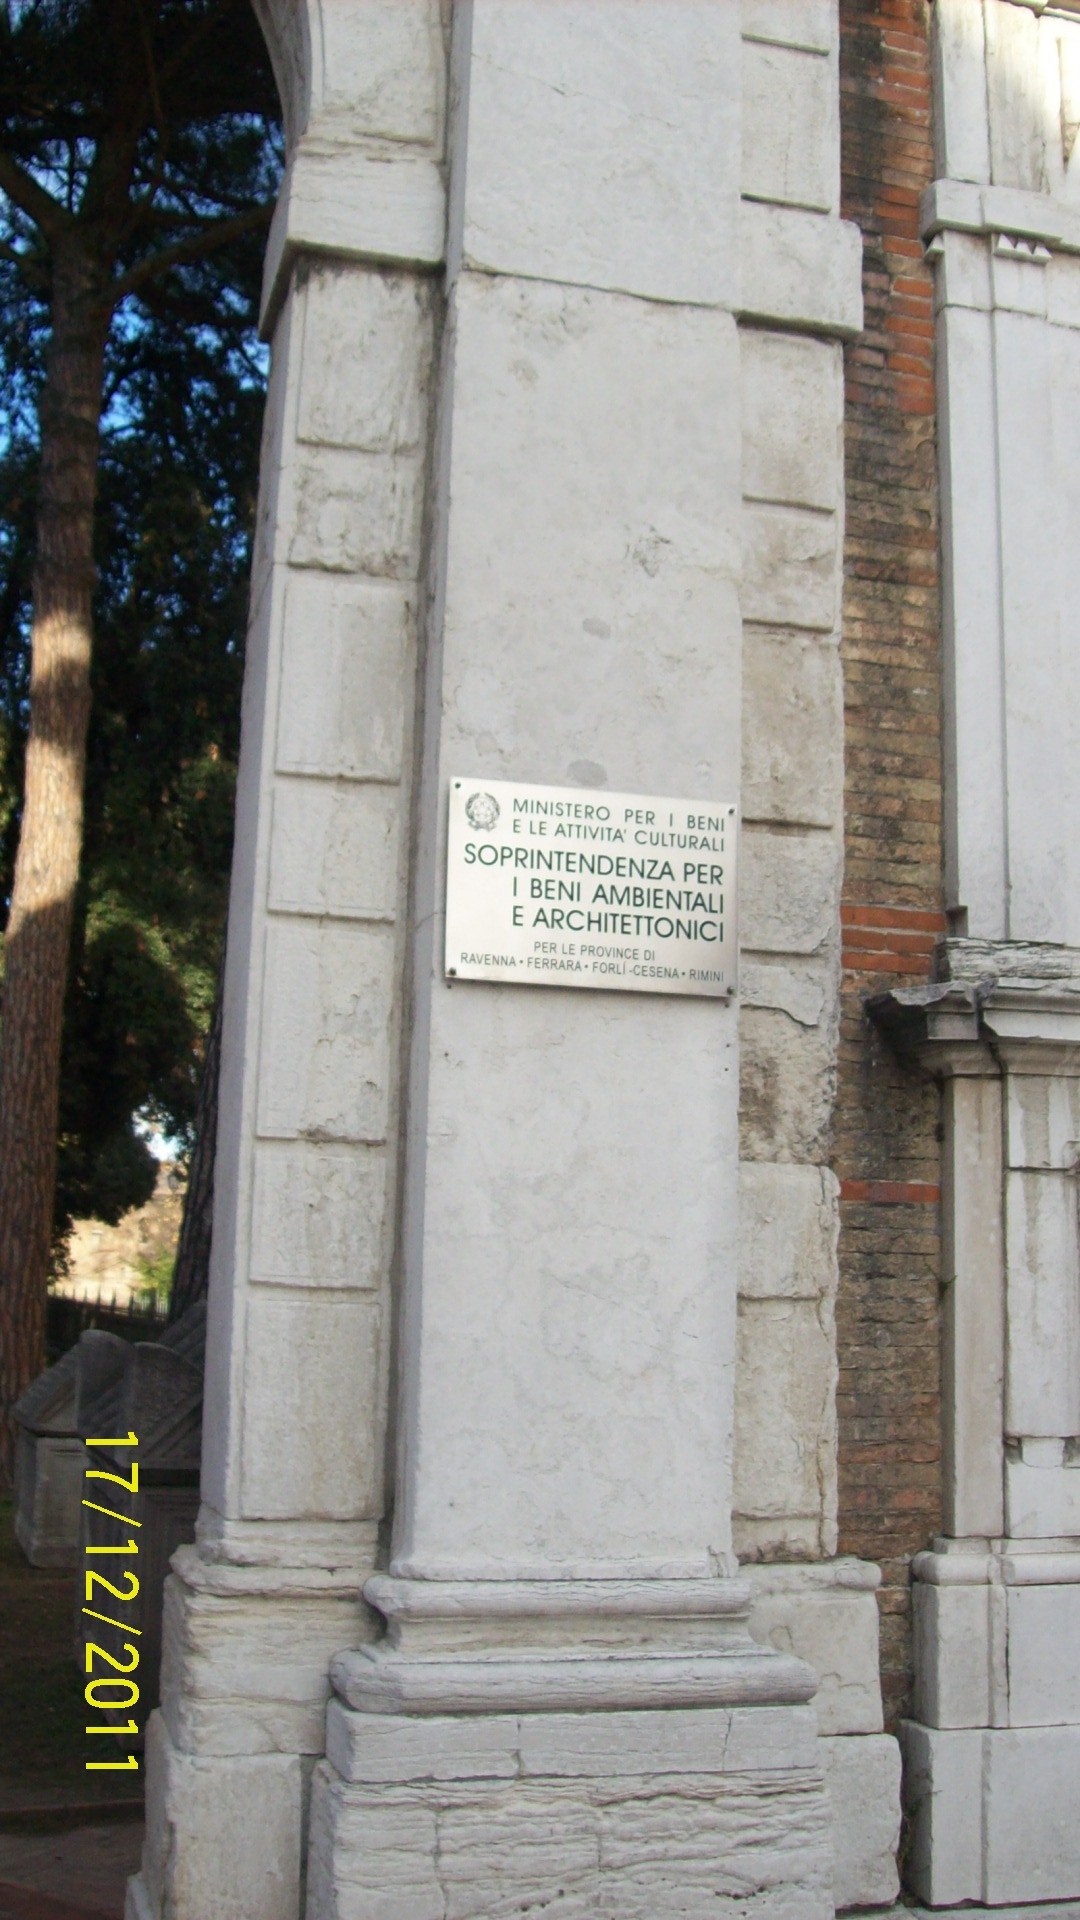 MINISTERO PER I BENI
E LE ATTIVITA' CULTURALI
SOPRINTENDENZA PER
I BENI AMBIENTALI
E ARCHITETTONICI
PER LE PROVINCE DI
RAVENNA • FERRARA • FORLÍ-CESENA • RIMINI
17/12/2011